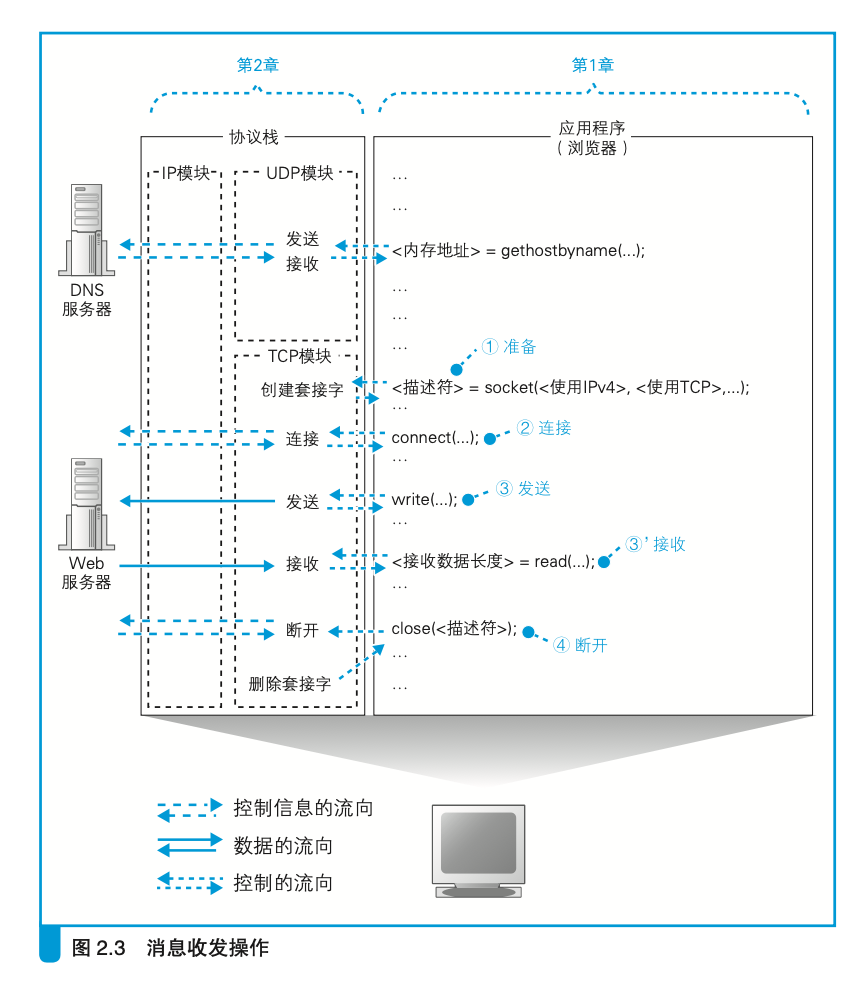 第2章
第1章
协议栈
应用程序
（ 浏览器 ）
IP模块
UDP模块
...
...
发送
接收
<内存地址> = gethostbyname(...);
DNS
服务器
...
...
...
① 准备
TCP模块
创建套接字
<描述符> = socket(<使用IPv4>, <使用TCP>,...);
...
连接
connect(...);
② 连接
...
发送
write(...);
③ 发送
...
Web
服务器
接收
<接收数据长度> = read(...);
③’接收
...
断开
close(<描述符>);
④ 断开
...
删除套接字
...
控制信息的流向
数据的流向
控制的流向
图 2.3 消息收发操作